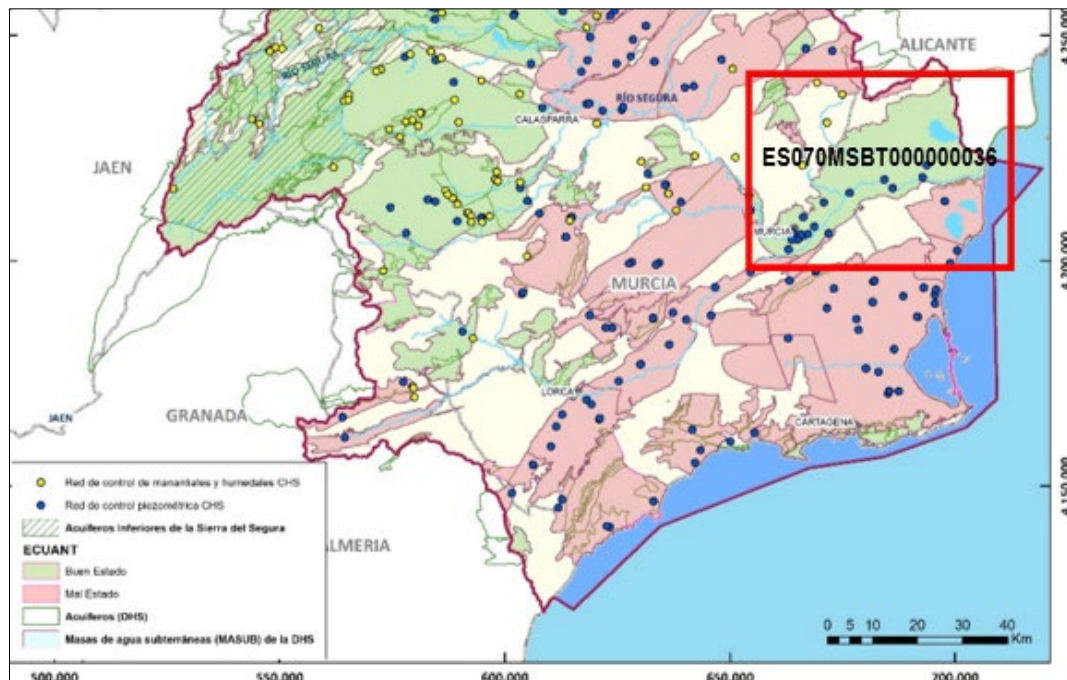 4.250.000
ALICANTE
RÍO SEGURA
RÍO SEGURA
CALASPARRA
ES070MSBT000000036
JAEN
MURCIA
4.200.000
MURCIA
LORCA
GRANADA
JAEN
CARTAGENA
4.150.000
ALMERIA
Red de control de manantiales y humedales CHS
Red de control piezométrica CHS
Acuíferos Inferiores de la Sierra del Segura
ECUANT
Buen Estado
Mal Estado
Acuíferos (DHS)
Masas de agua subterráneas (MASUB) de la DHS
0 5 10 20 30 40
Km
500.000 550.000 600.000 650.000 700.000